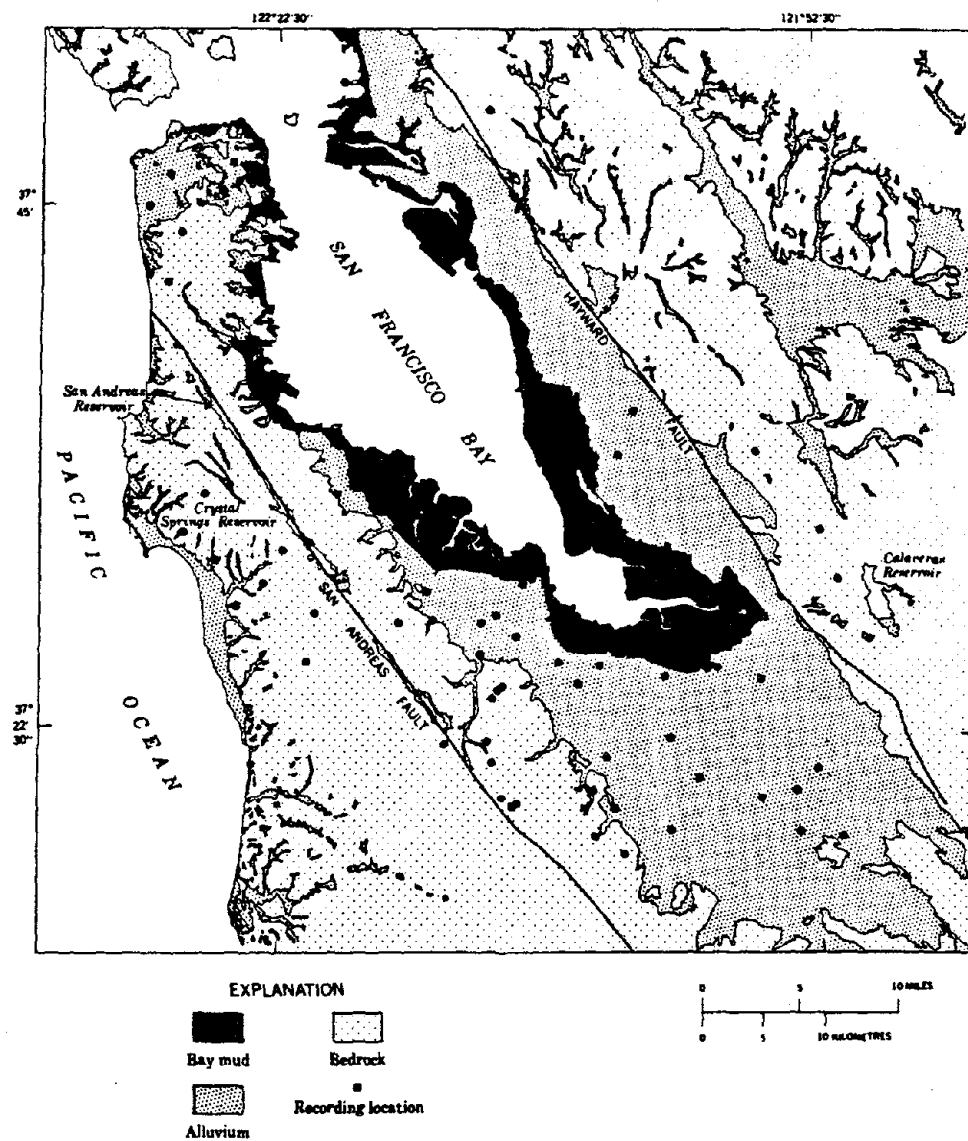 122° 22' 30"
121° 52' 30"
37°
45'
SAN
FRANCISCO
BAY
HAYWARD
FAULT
San Andreas
Reservoir
PACIFIC
OCEAN
Crystal
Springs Reservoir
Calaveras
Reservoir
SAN
ANDREAS
FAULT
37°
22'
30"
EXPLANATION
Bay mud
Bedrock
Alluvium
Recording location
0 5 10 MILES
0 5 10 KILOMETRES